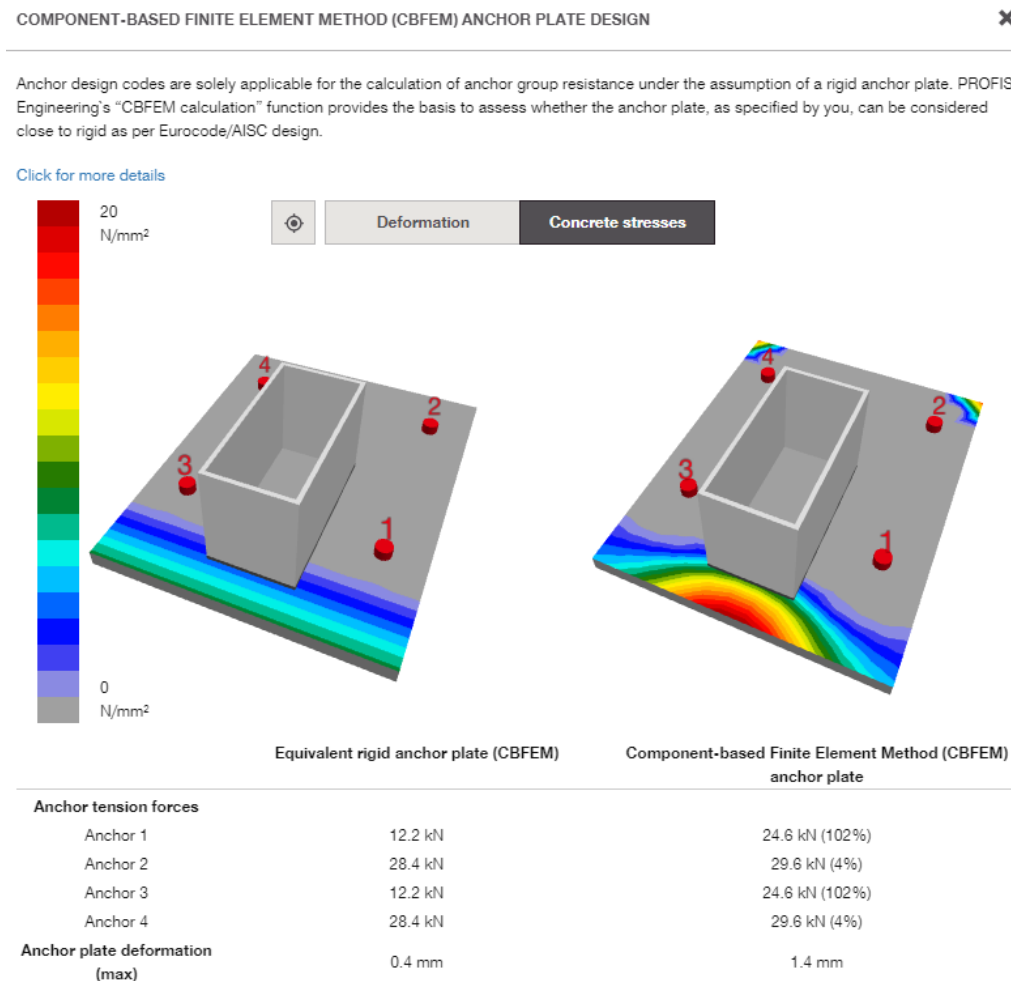 COMPONENT-BASED FINITE ELEMENT METHOD (CBFEM) ANCHOR PLATE DESIGN
Anchor design codes are solely applicable for the calculation of anchor group resistance under the assumption of a rigid anchor plate. PROFIS
Engineering`s “CBFEM calculation” function provides the basis to assess whether the anchor plate, as specified by you, can be considered
close to rigid as per Eurocode/AISC design.
Click for more details
20
N/mm²
Deformation
Concrete stresses
4
2
3
1
4
2
3
1
0
N/mm²
Equivalent rigid anchor plate (CBFEM)
Component-based Finite Element Method (CBFEM)
anchor plate
Anchor tension forces
Anchor 1 12.2 kN 24.6 kN (102%)
Anchor 2 28.4 kN 29.6 kN (4%)
Anchor 3 12.2 kN 24.6 kN (102%)
Anchor 4 28.4 kN 29.6 kN (4%)
Anchor plate deformation
(max)
0.4 mm 1.4 mm